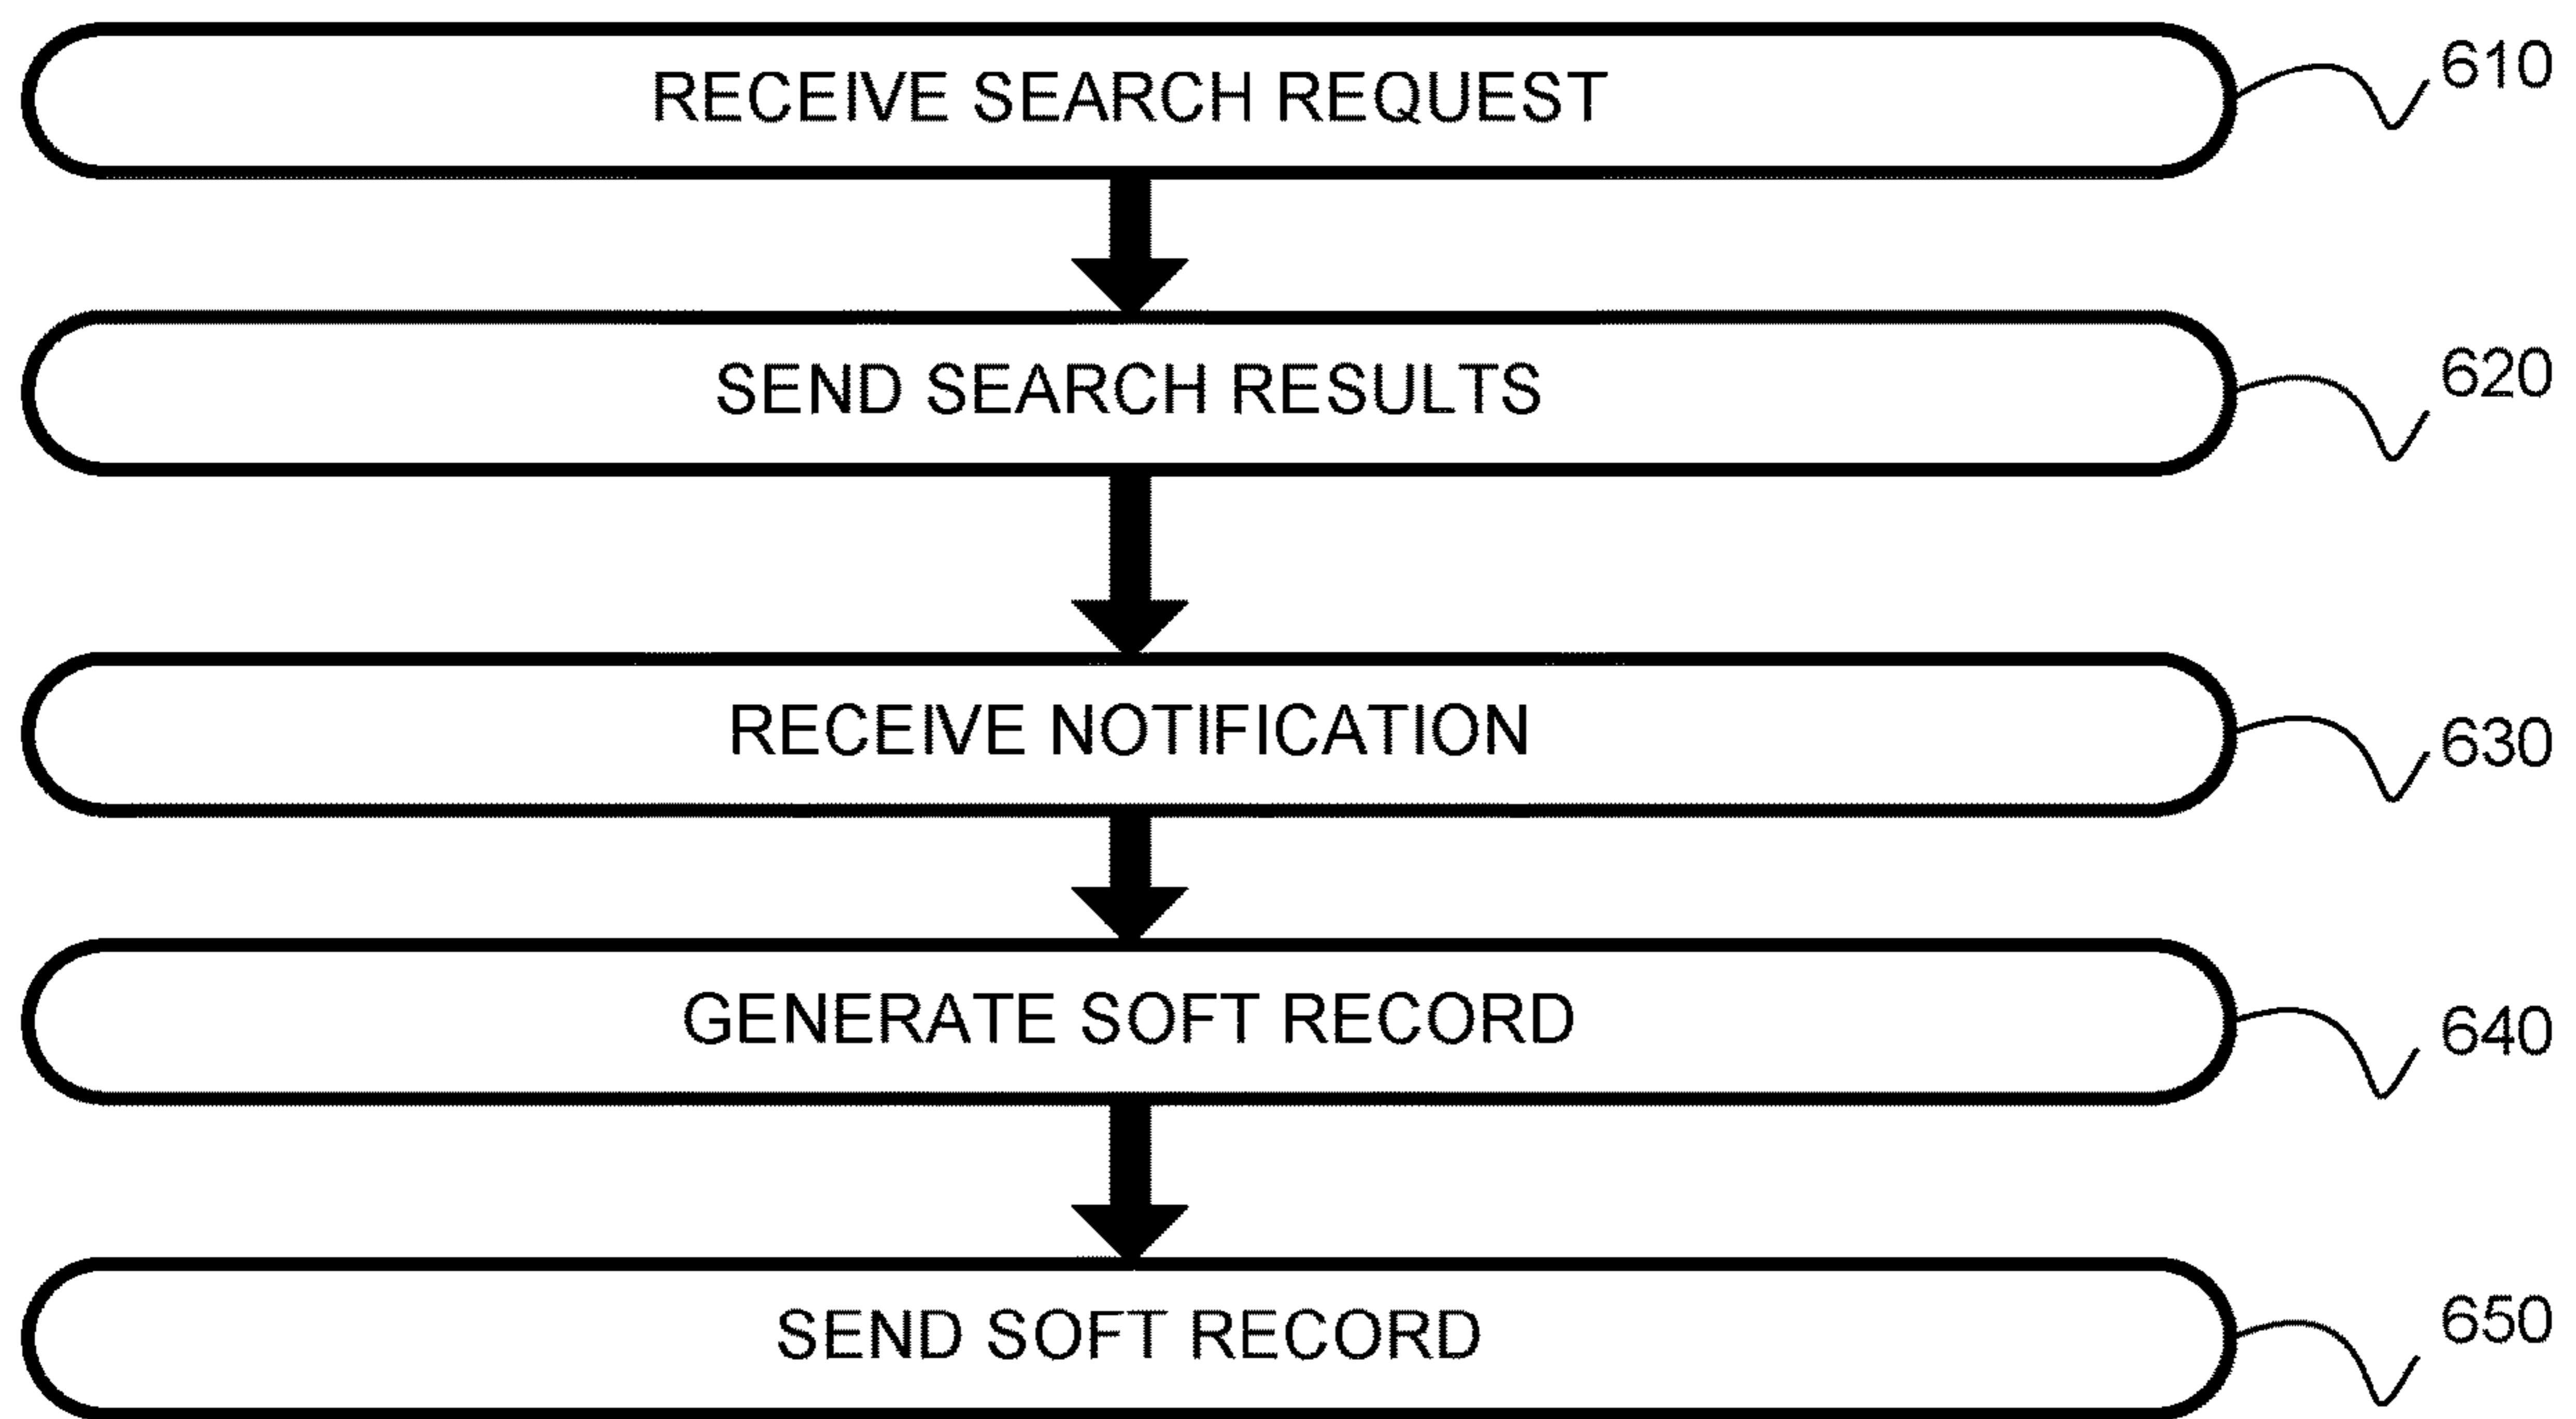 RECEIVE SEARCH REQUEST
610
SEND SEARCH RESULTS
620
RECEIVE NOTIFICATION
630
GENERATE SOFT RECORD
640
SEND SOFT RECORD
650